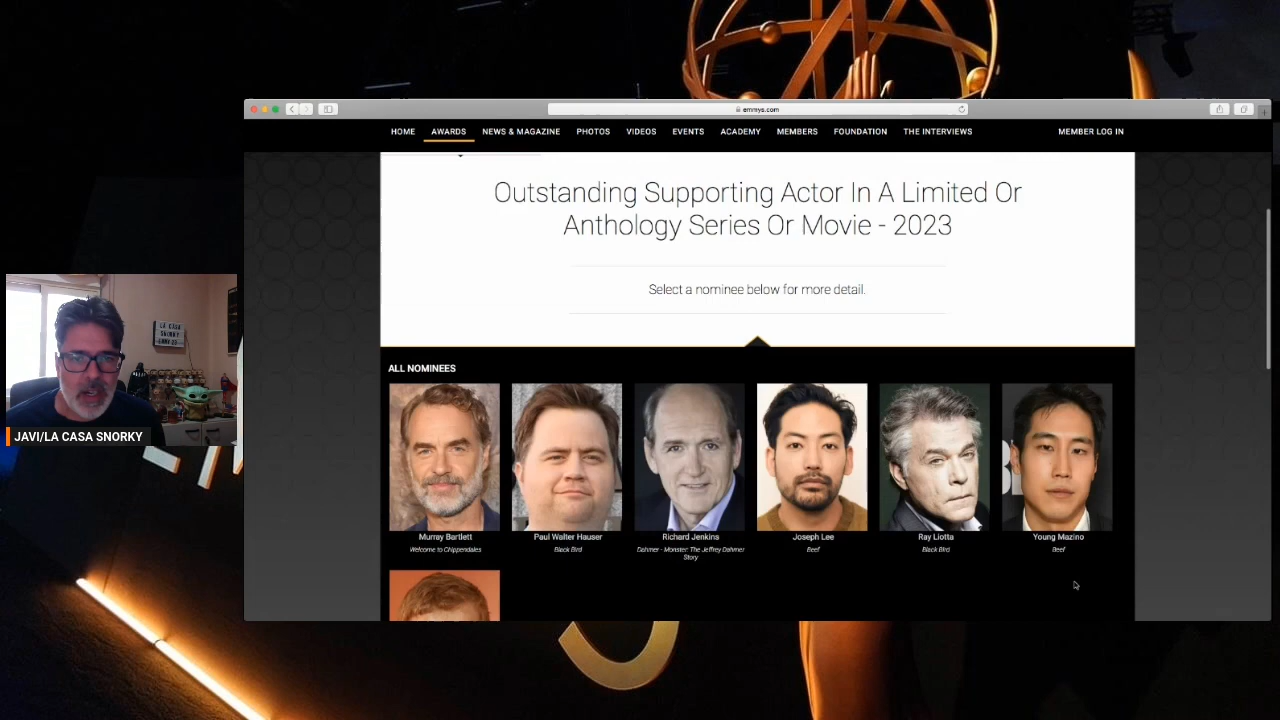 emmys.com
HOME AWARDS NEWS & MAGAZINE PHOTOS VIDEOS EVENTS ACADEMY MEMBERS FOUNDATION THE INTERVIEWS MEMBER LOG IN
Outstanding Supporting Actor In A Limited Or
Anthology Series Or Movie - 2023
Select a nominee below for more detail.
ALL NOMINEES
LA CASA
SNORKY
JAVI/LA CASA SNORKY
Murray Bartlett Paul Walter Hauser Richard Jenkins Joseph Lee Ray Liotta Young Mazino
Welcome to Chippendales Black Bird Dahmer - Monster: The Jeffrey Dahmer Beef Black Bird Beef
Story